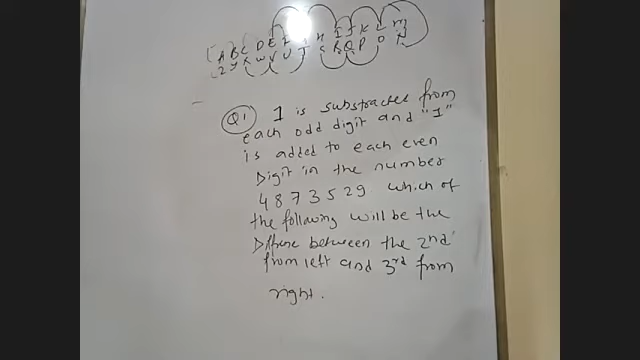 A B C D E F G H I J K L M
Z Y X W V U T S R Q P O N
Q1 1 is substracted from
each odd digit and "1"
is added to each even
Digit in the number
4 8 7 3 5 2 9. which of
the following will be the
between the 2nd
from left and 3rd from
right.